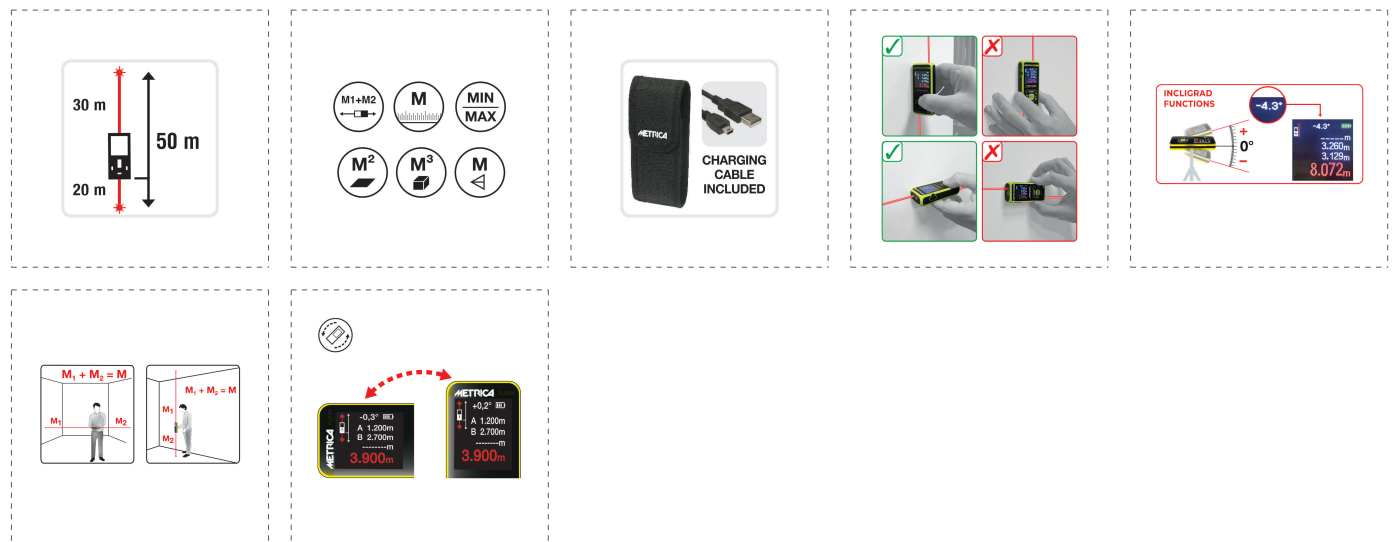 30 m
50 m
20 m
M1+M2
M
MIN
MAX
M²
M³
M
METRICA
CHARGING
CABLE
INCLUDED
INCLIGRAD
FUNCTIONS
-4.3°
+
0°
−
-4.3°
-----m
3.260m
3.129m
8.072m
M₁ + M₂ = M
M₁
M₂
M₁ + M₂ = M
M₁
M₂
METRICA
-0,3°
A 1.200m
B 2.700m
--------m
3.900m
METRICA
+0,2°
A 1.200m
B 2.700m
--------m
3.900m